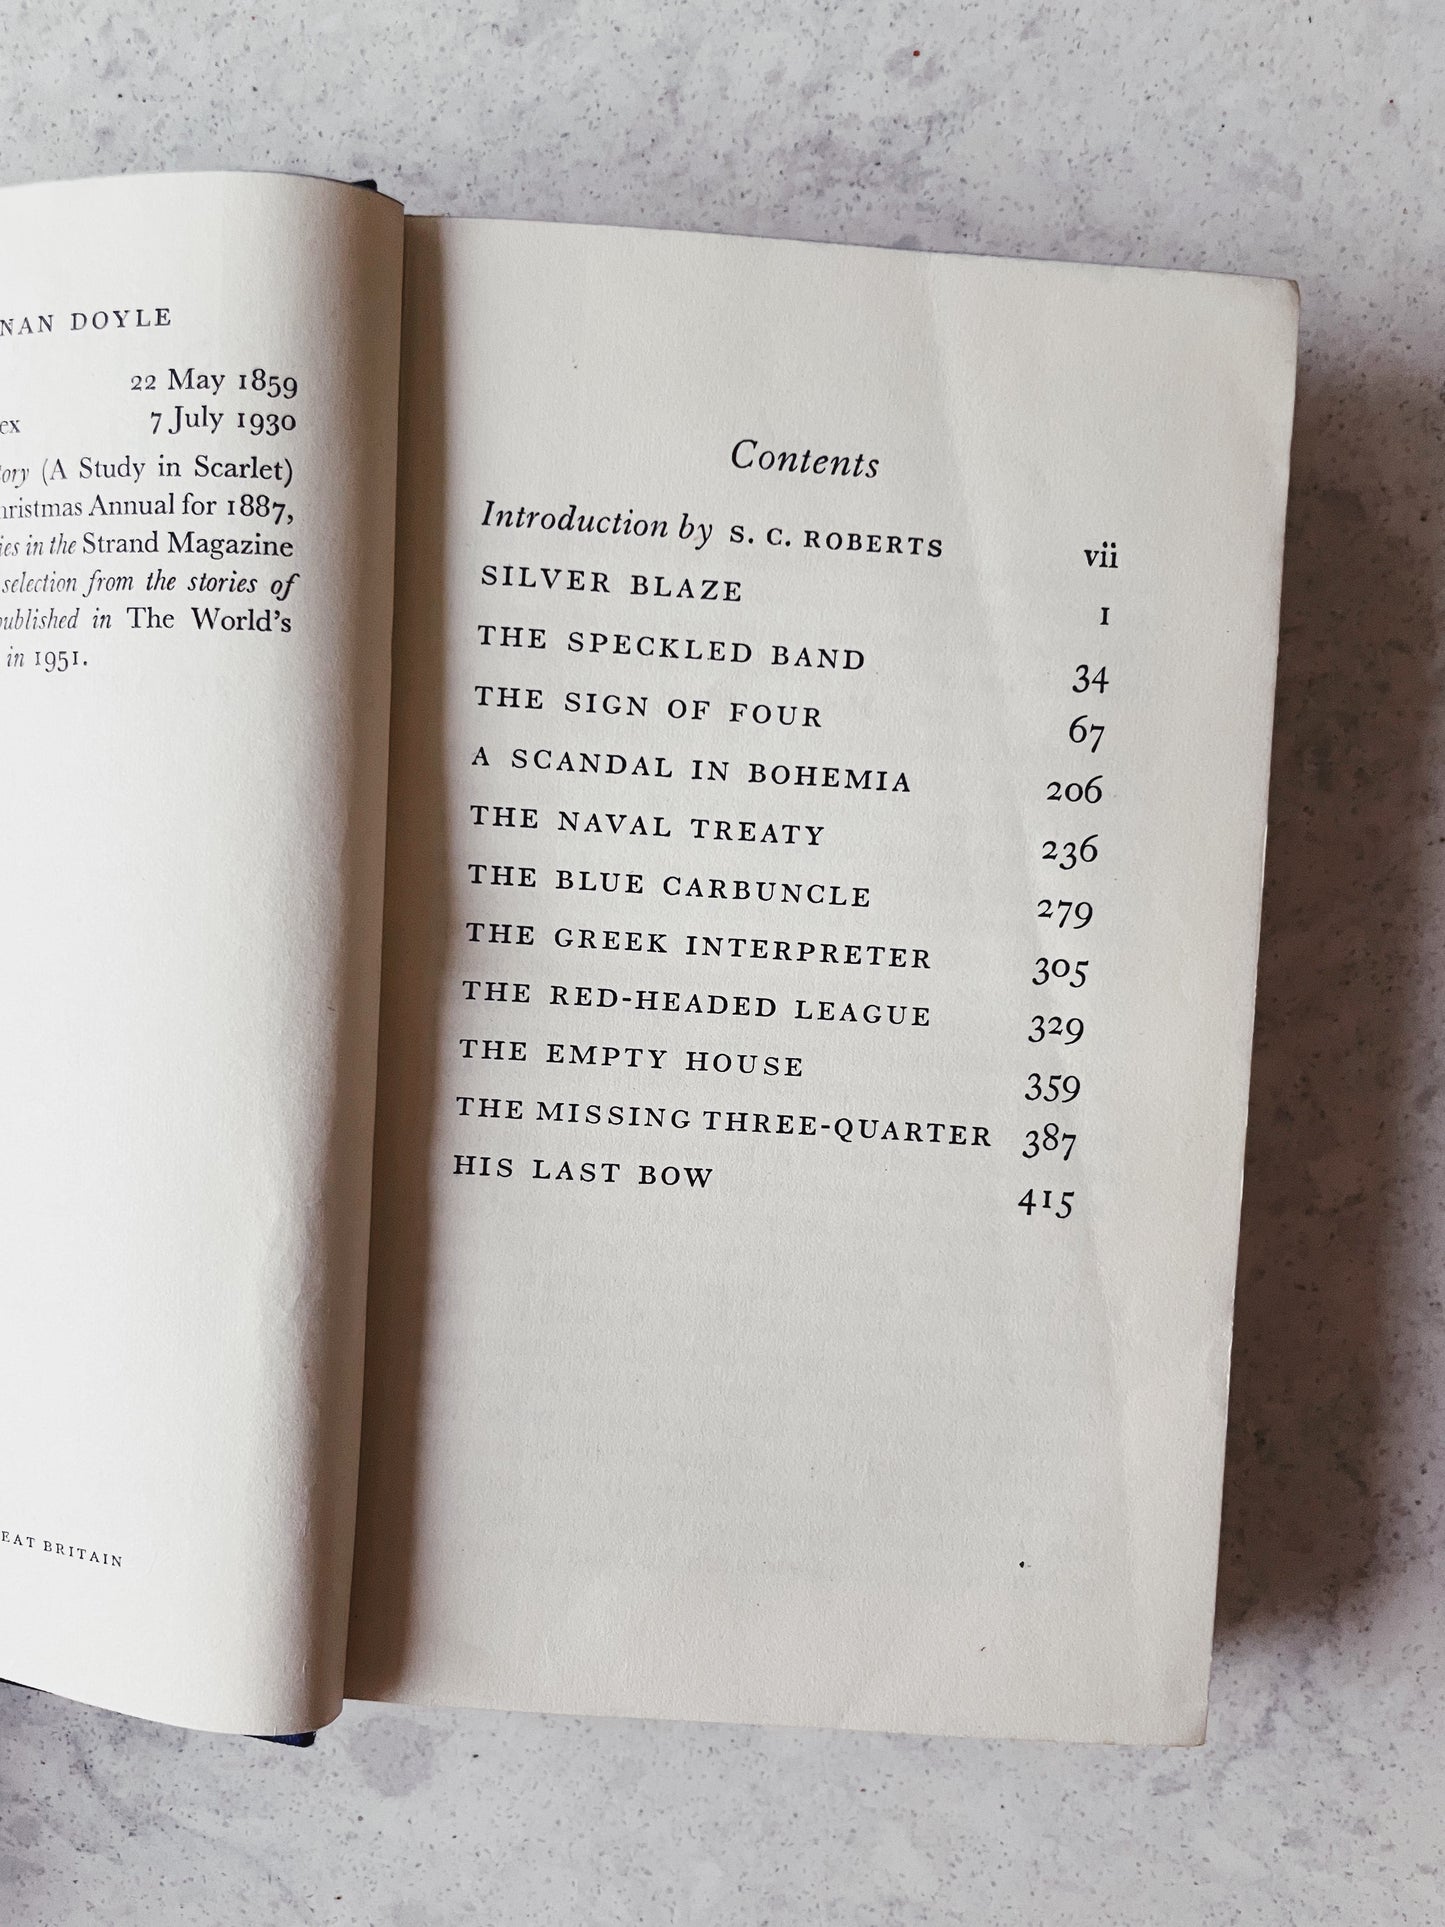 NAN DOYLE
22 May 1859
ex 7 July 1930
tory (A Study in Scarlet)
hristmas Annual for 1887,
ies in the Strand Magazine
selection from the stories of
published in The World's
in 1951.
EAT BRITAIN
Contents
Introduction by S. C. ROBERTS vii
SILVER BLAZE 1
THE SPECKLED BAND 34
THE SIGN OF FOUR 67
A SCANDAL IN BOHEMIA 206
THE NAVAL TREATY 236
THE BLUE CARBUNCLE 279
THE GREEK INTERPRETER 305
THE RED-HEADED LEAGUE 329
THE EMPTY HOUSE 359
THE MISSING THREE-QUARTER 387
HIS LAST BOW 415